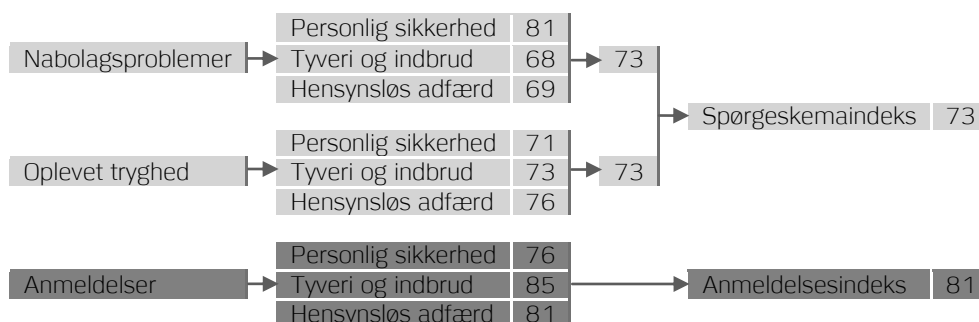 Personlig sikkerhed 81
Nabolagsproblemer Tyveri og indbrud 68 73
Hensynsløs adfærd 69
Spørgeskemaindeks 73
Personlig sikkerhed 71
Oplevet tryghed Tyveri og indbrud 73 73
Hensynsløs adfærd 76
Personlig sikkerhed 76
Anmeldelser Tyveri og indbrud 85 Anmeldelsesindeks 81
Hensynsløs adfærd 81